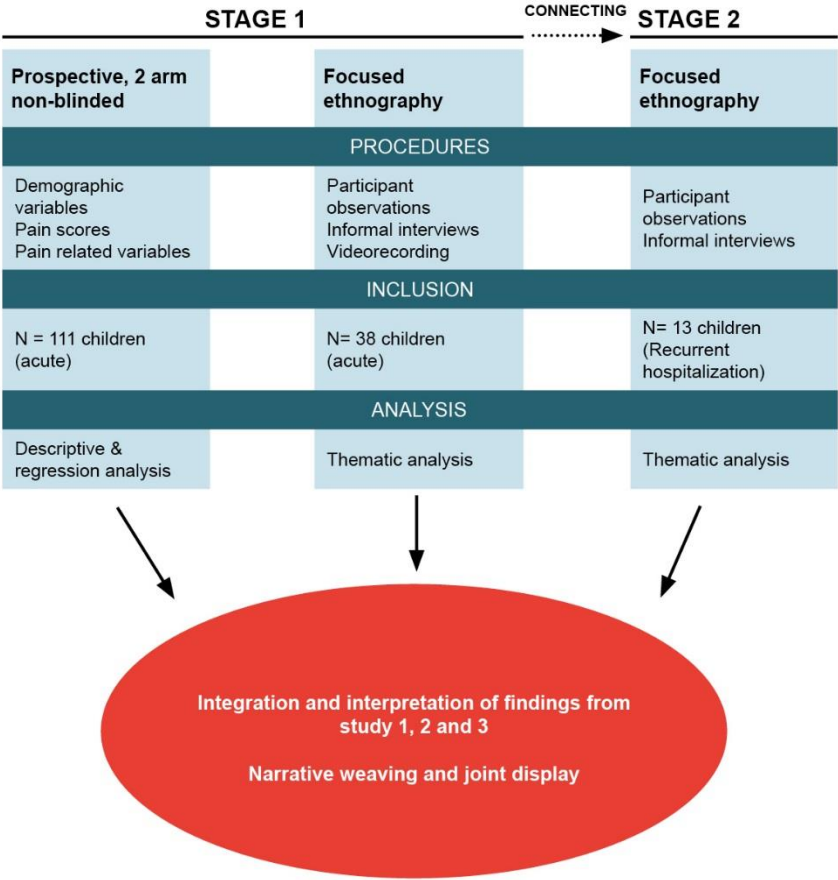 STAGE 1
CONNECTING
STAGE 2
Prospective, 2 arm
non-blinded
Focused
ethnography
Focused
ethnography
PROCEDURES
Demographic
variables
Pain scores
Pain related variables
Participant
observations
Informal interviews
Videorecording
Participant
observations
Informal interviews
INCLUSION
N = 111 children
(acute)
N= 38 children
(acute)
N= 13 children
(Recurrent
hospitalization)
ANALYSIS
Descriptive &
regression analysis
Thematic analysis
Thematic analysis
Integration and interpretation of findings from
study 1, 2 and 3
Narrative weaving and joint display